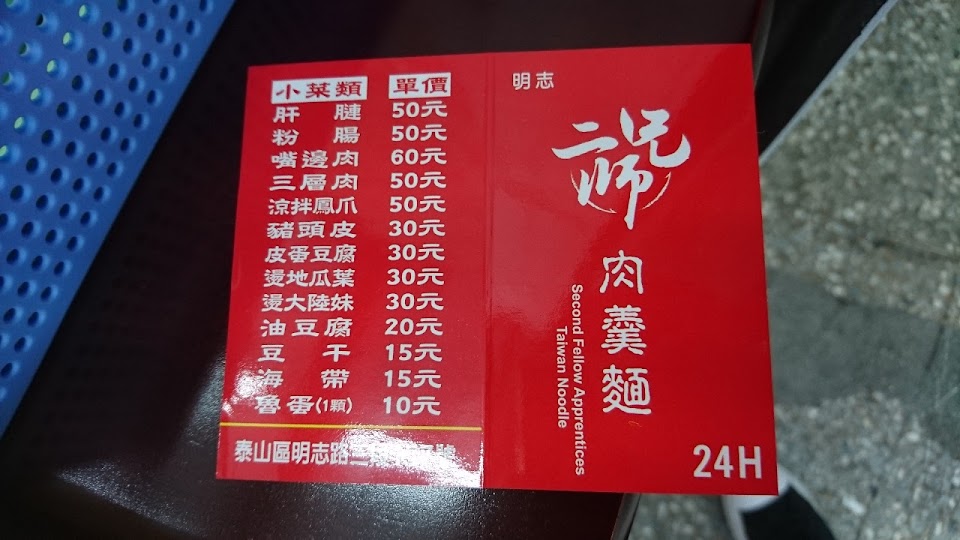 小菜類 單價
肝腱 50元
粉腸 50元
嘴邊肉 60元
三層肉 50元
涼拌鳳爪 50元
豬頭皮 30元
皮蛋豆腐 30元
燙地瓜葉 30元
燙大陸妹 30元
油豆腐 20元
豆干 15元
海帶 15元
魯蛋(1顆) 10元
泰山區明志路三
明志
二師兄
肉羹麵
Second Fellow Apprentices
Taiwan Noodle
24H